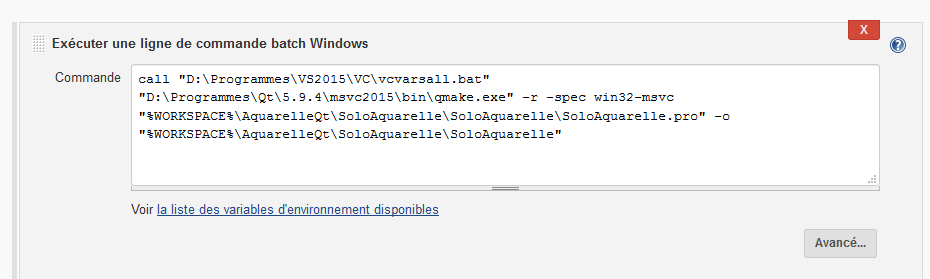 X
Exécuter une ligne de commande batch Windows
?
Commande
call "D:\Programmes\VS2015\VC\vcvarsall.bat"
"D:\Programmes\Qt\5.9.4\msvc2015\bin\qmake.exe" -r -spec win32-msvc
"%WORKSPACE%\AquarelleQt\SoloAquarelle\SoloAquarelle\SoloAquarelle.pro" -o
"%WORKSPACE%\AquarelleQt\SoloAquarelle\SoloAquarelle"
Voir la liste des variables d'environnement disponibles
Avancé...